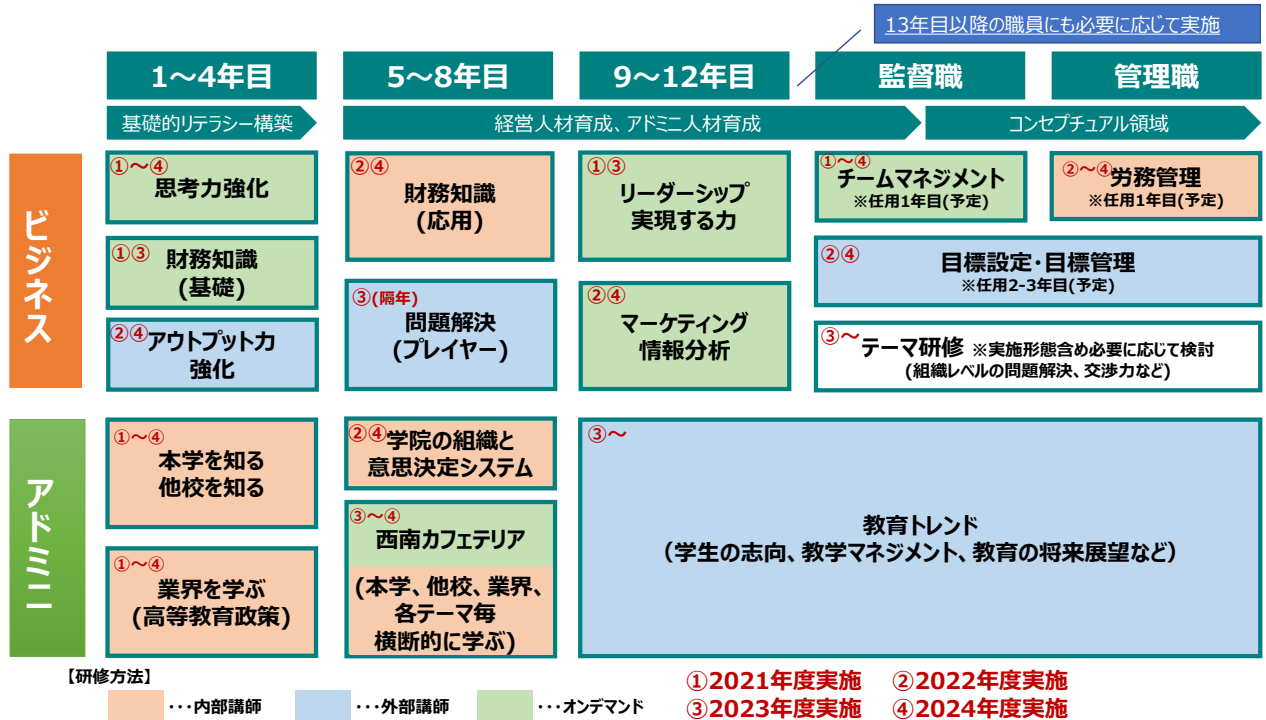 13年目以降の職員にも必要に応じて実施
1～4年目
5～8年目
9～12年目
監督職
管理職
基礎的リテラシー構築
経営人材育成、アドミニ人材育成
コンセプチュアル領域
ビジネス
①～④
思考力強化
①③ 財務知識
(基礎)
②④アウトプット力
強化
②④
財務知識
(応用)
③(隔年)
問題解決
(プレイヤー)
①③
リーダーシップ
実現する力
②④
マーケティング
情報分析
①～④
チームマネジメント
※任用1年目(予定)
②～④労務管理
※任用1年目(予定)
②④
目標設定・目標管理
※任用2-3年目(予定)
③～テーマ研修 ※実施形態含め必要に応じて検討
(組織レベルの問題解決、交渉力など)
アドミニ
①～④
本学を知る
他校を知る
①～④
業界を学ぶ
(高等教育政策)
②④学院の組織と
意思決定システム
③～④
西南カフェテリア
(本学、他校、業界、
各テーマ毎
横断的に学ぶ)
③～
教育トレンド
（学生の志向、教学マネジメント、教育の将来展望など）
【研修方法】
･･･内部講師
･･･外部講師
･･･オンデマンド
①2021年度実施 ②2022年度実施
③2023年度実施 ④2024年度実施